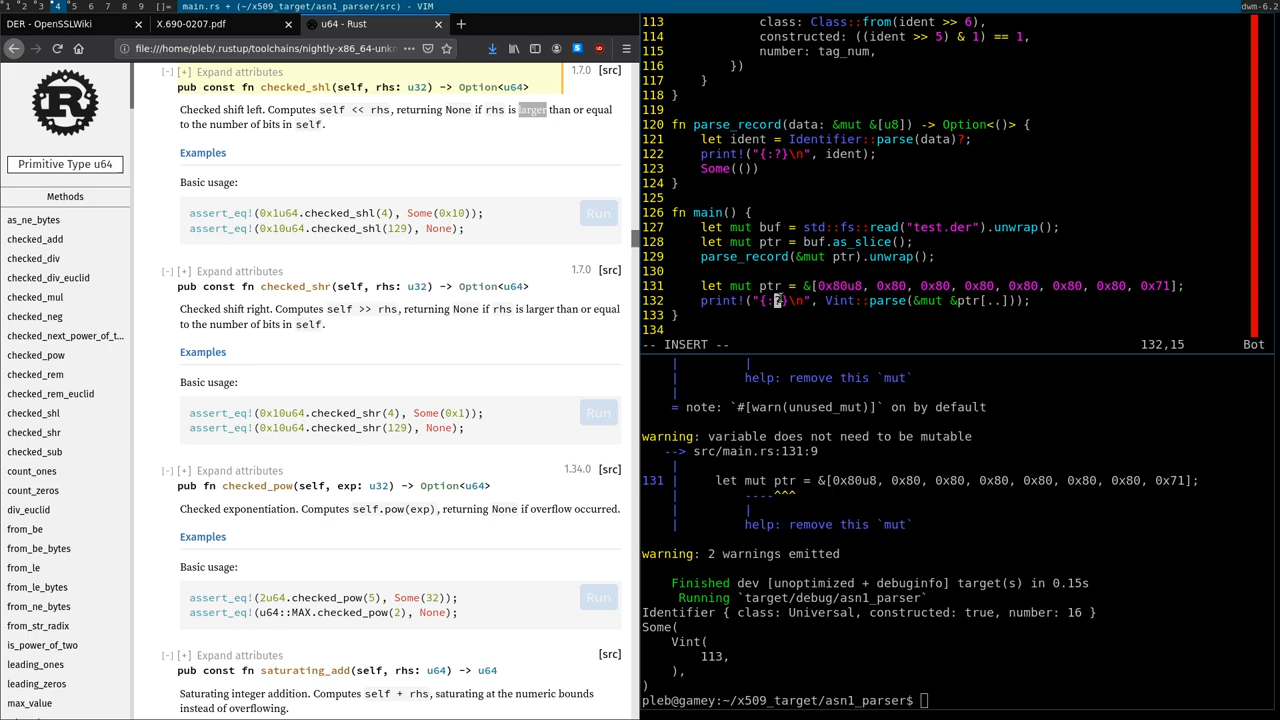 1 2 3 4 5 6 7 8 9 []= main.rs + (~/x509_target/asn1_parser/src) - VIM dwm-6.2
DER - OpenSSLWiki X.690-0207.pdf u64 - Rust
file:///home/pleb/.rustup/toolchains/nightly-x86_64-unkn
Primitive Type u64
Methods
as_ne_bytes
checked_add
checked_div
checked_div_euclid
checked_mul
checked_neg
checked_next_power_of_t...
checked_pow
checked_rem
checked_rem_euclid
checked_shl
checked_shr
checked_sub
count_ones
count_zeros
div_euclid
from_be
from_be_bytes
from_le
from_le_bytes
from_ne_bytes
from_str_radix
is_power_of_two
leading_ones
leading_zeros
max_value
[-] [+] Expand attributes 1.7.0 [src]
pub const fn checked_shl(self, rhs: u32) -> Option<u64>
Checked shift left. Computes self << rhs, returning None if rhs is larger than or equal
to the number of bits in self.
Examples
Basic usage:
assert_eq!(0x1u64.checked_shl(4), Some(0x10)); Run
assert_eq!(0x10u64.checked_shl(129), None);
[-] [+] Expand attributes 1.7.0 [src]
pub const fn checked_shr(self, rhs: u32) -> Option<u64>
Checked shift right. Computes self >> rhs, returning None if rhs is larger than or equal
to the number of bits in self.
Examples
Basic usage:
assert_eq!(0x10u64.checked_shr(4), Some(0x1)); Run
assert_eq!(0x10u64.checked_shr(129), None);
[-] [+] Expand attributes 1.34.0 [src]
pub fn checked_pow(self, exp: u32) -> Option<u64>
Checked exponentiation. Computes self.pow(exp), returning None if overflow occurred.
Examples
Basic usage:
assert_eq!(2u64.checked_pow(5), Some(32)); Run
assert_eq!(u64::MAX.checked_pow(2), None);
[-] [+] Expand attributes [src]
pub const fn saturating_add(self, rhs: u64) -> u64
Saturating integer addition. Computes self + rhs, saturating at the numeric bounds
instead of overflowing.
113 class: Class::from(ident >> 6),
114 constructed: ((ident >> 5) & 1) == 1,
115 number: tag_num,
116 })
117 }
118 }
119
120 fn parse_record(data: &mut &[u8]) -> Option<()> {
121 let ident = Identifier::parse(data)?;
122 print!("{:?}\n", ident);
123 Some(())
124 }
125
126 fn main() {
127 let mut buf = std::fs::read("test.der").unwrap();
128 let mut ptr = buf.as_slice();
129 parse_record(&mut ptr).unwrap();
130
131 let mut ptr = &[0x80u8, 0x80, 0x80, 0x80, 0x80, 0x80, 0x80, 0x71];
132 print!("{:?}\n", Vint::parse(&mut &ptr[..]));
133 }
134
-- INSERT -- 132,15 Bot
| |
| help: remove this `mut`
|
= note: `#[warn(unused_mut)]` on by default
warning: variable does not need to be mutable
--> src/main.rs:131:9
|
131 | let mut ptr = &[0x80u8, 0x80, 0x80, 0x80, 0x80, 0x80, 0x80, 0x71];
| ----^^^
| |
| help: remove this `mut`
warning: 2 warnings emitted
Finished dev [unoptimized + debuginfo] target(s) in 0.15s
Running `target/debug/asn1_parser`
Identifier { class: Universal, constructed: true, number: 16 }
Some(
Vint(
113,
),
)
pleb@gamey:~/x509_target/asn1_parser$